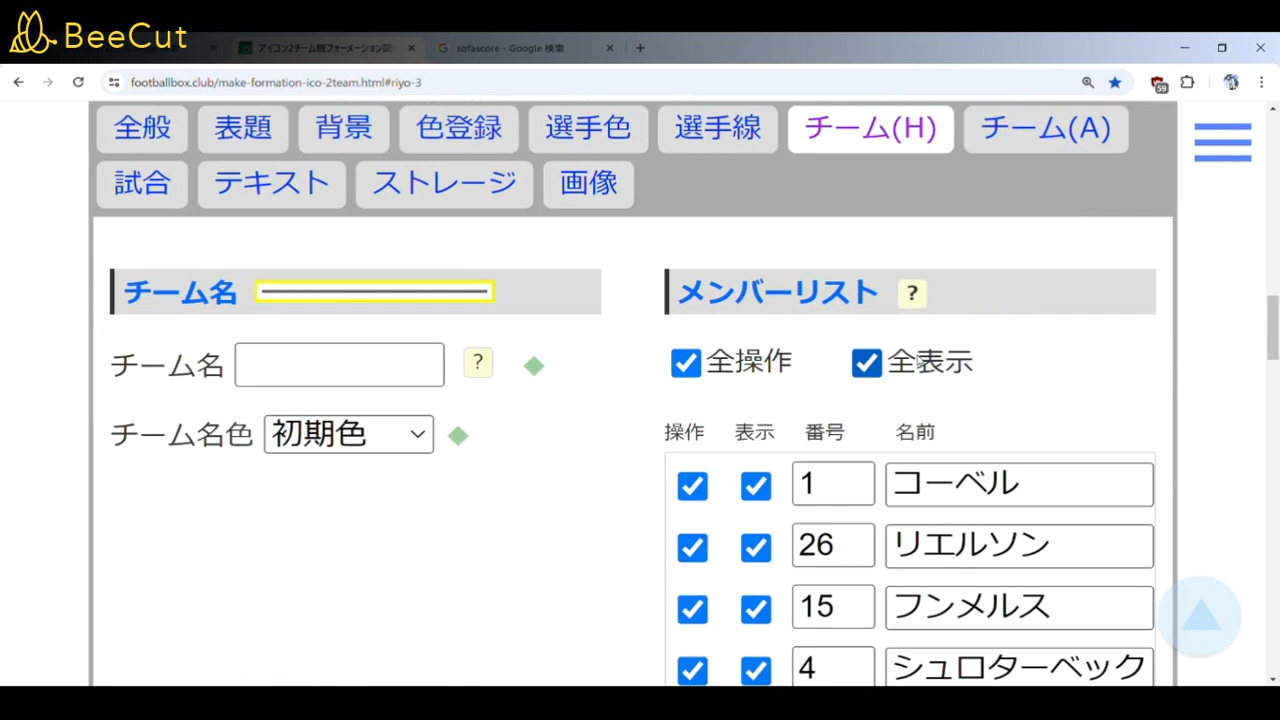 BeeCut
アイコン2チーム版フォーメーション図
sofascore - Google 検索
footballbox.club/make-formation-ico-2team.html#riyo-3
59
全般 表題 背景 色登録 選手色 選手線 チーム(H) チーム(A)
試合 テキスト ストレージ 画像
チーム名
メンバーリスト ?
チーム名 ?
全操作 全表示
チーム名色 初期色
操作 表示 番号 名前
1 コーベル
26 リエルソン
15 フンメルス
4 シュロターベック